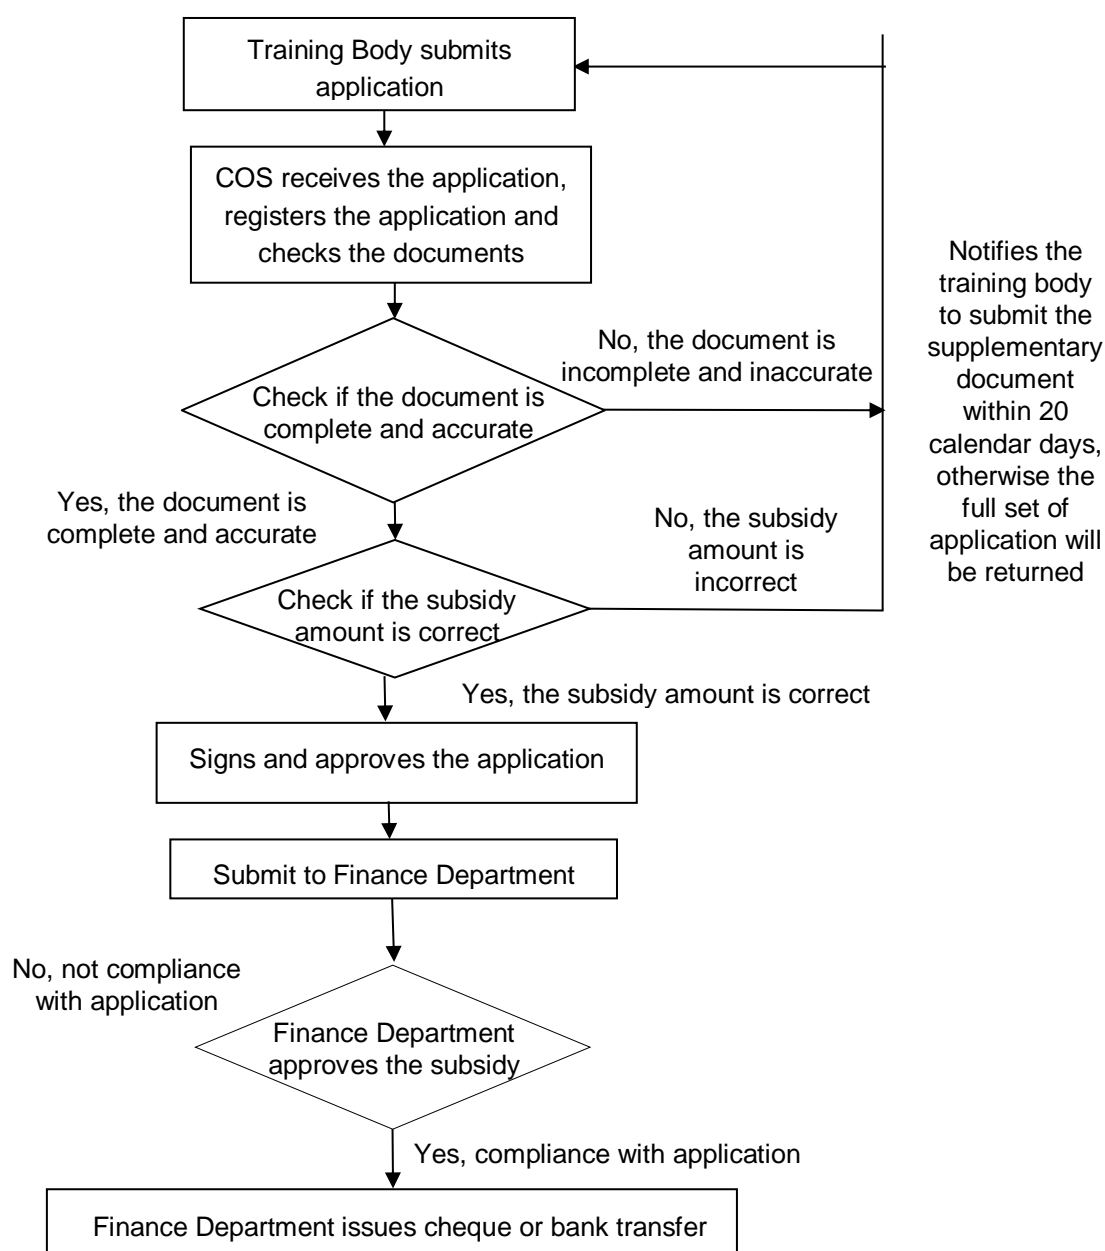 Training Body submits
application
COS receives the application,
registers the application and
checks the documents
No, the document is
incomplete and inaccurate
Check if the document is
complete and accurate
Notifies the
training body
to submit the
supplementary
document
within 20
calendar days,
otherwise the
full set of
application will
be returned
Yes, the document is
complete and accurate
No, the subsidy
amount is
incorrect
Check if the subsidy
amount is correct
Yes, the subsidy amount is correct
Signs and approves the application
Submit to Finance Department
No, not compliance
with application
Finance Department
approves the subsidy
Yes, compliance with application
Finance Department issues cheque or bank transfer